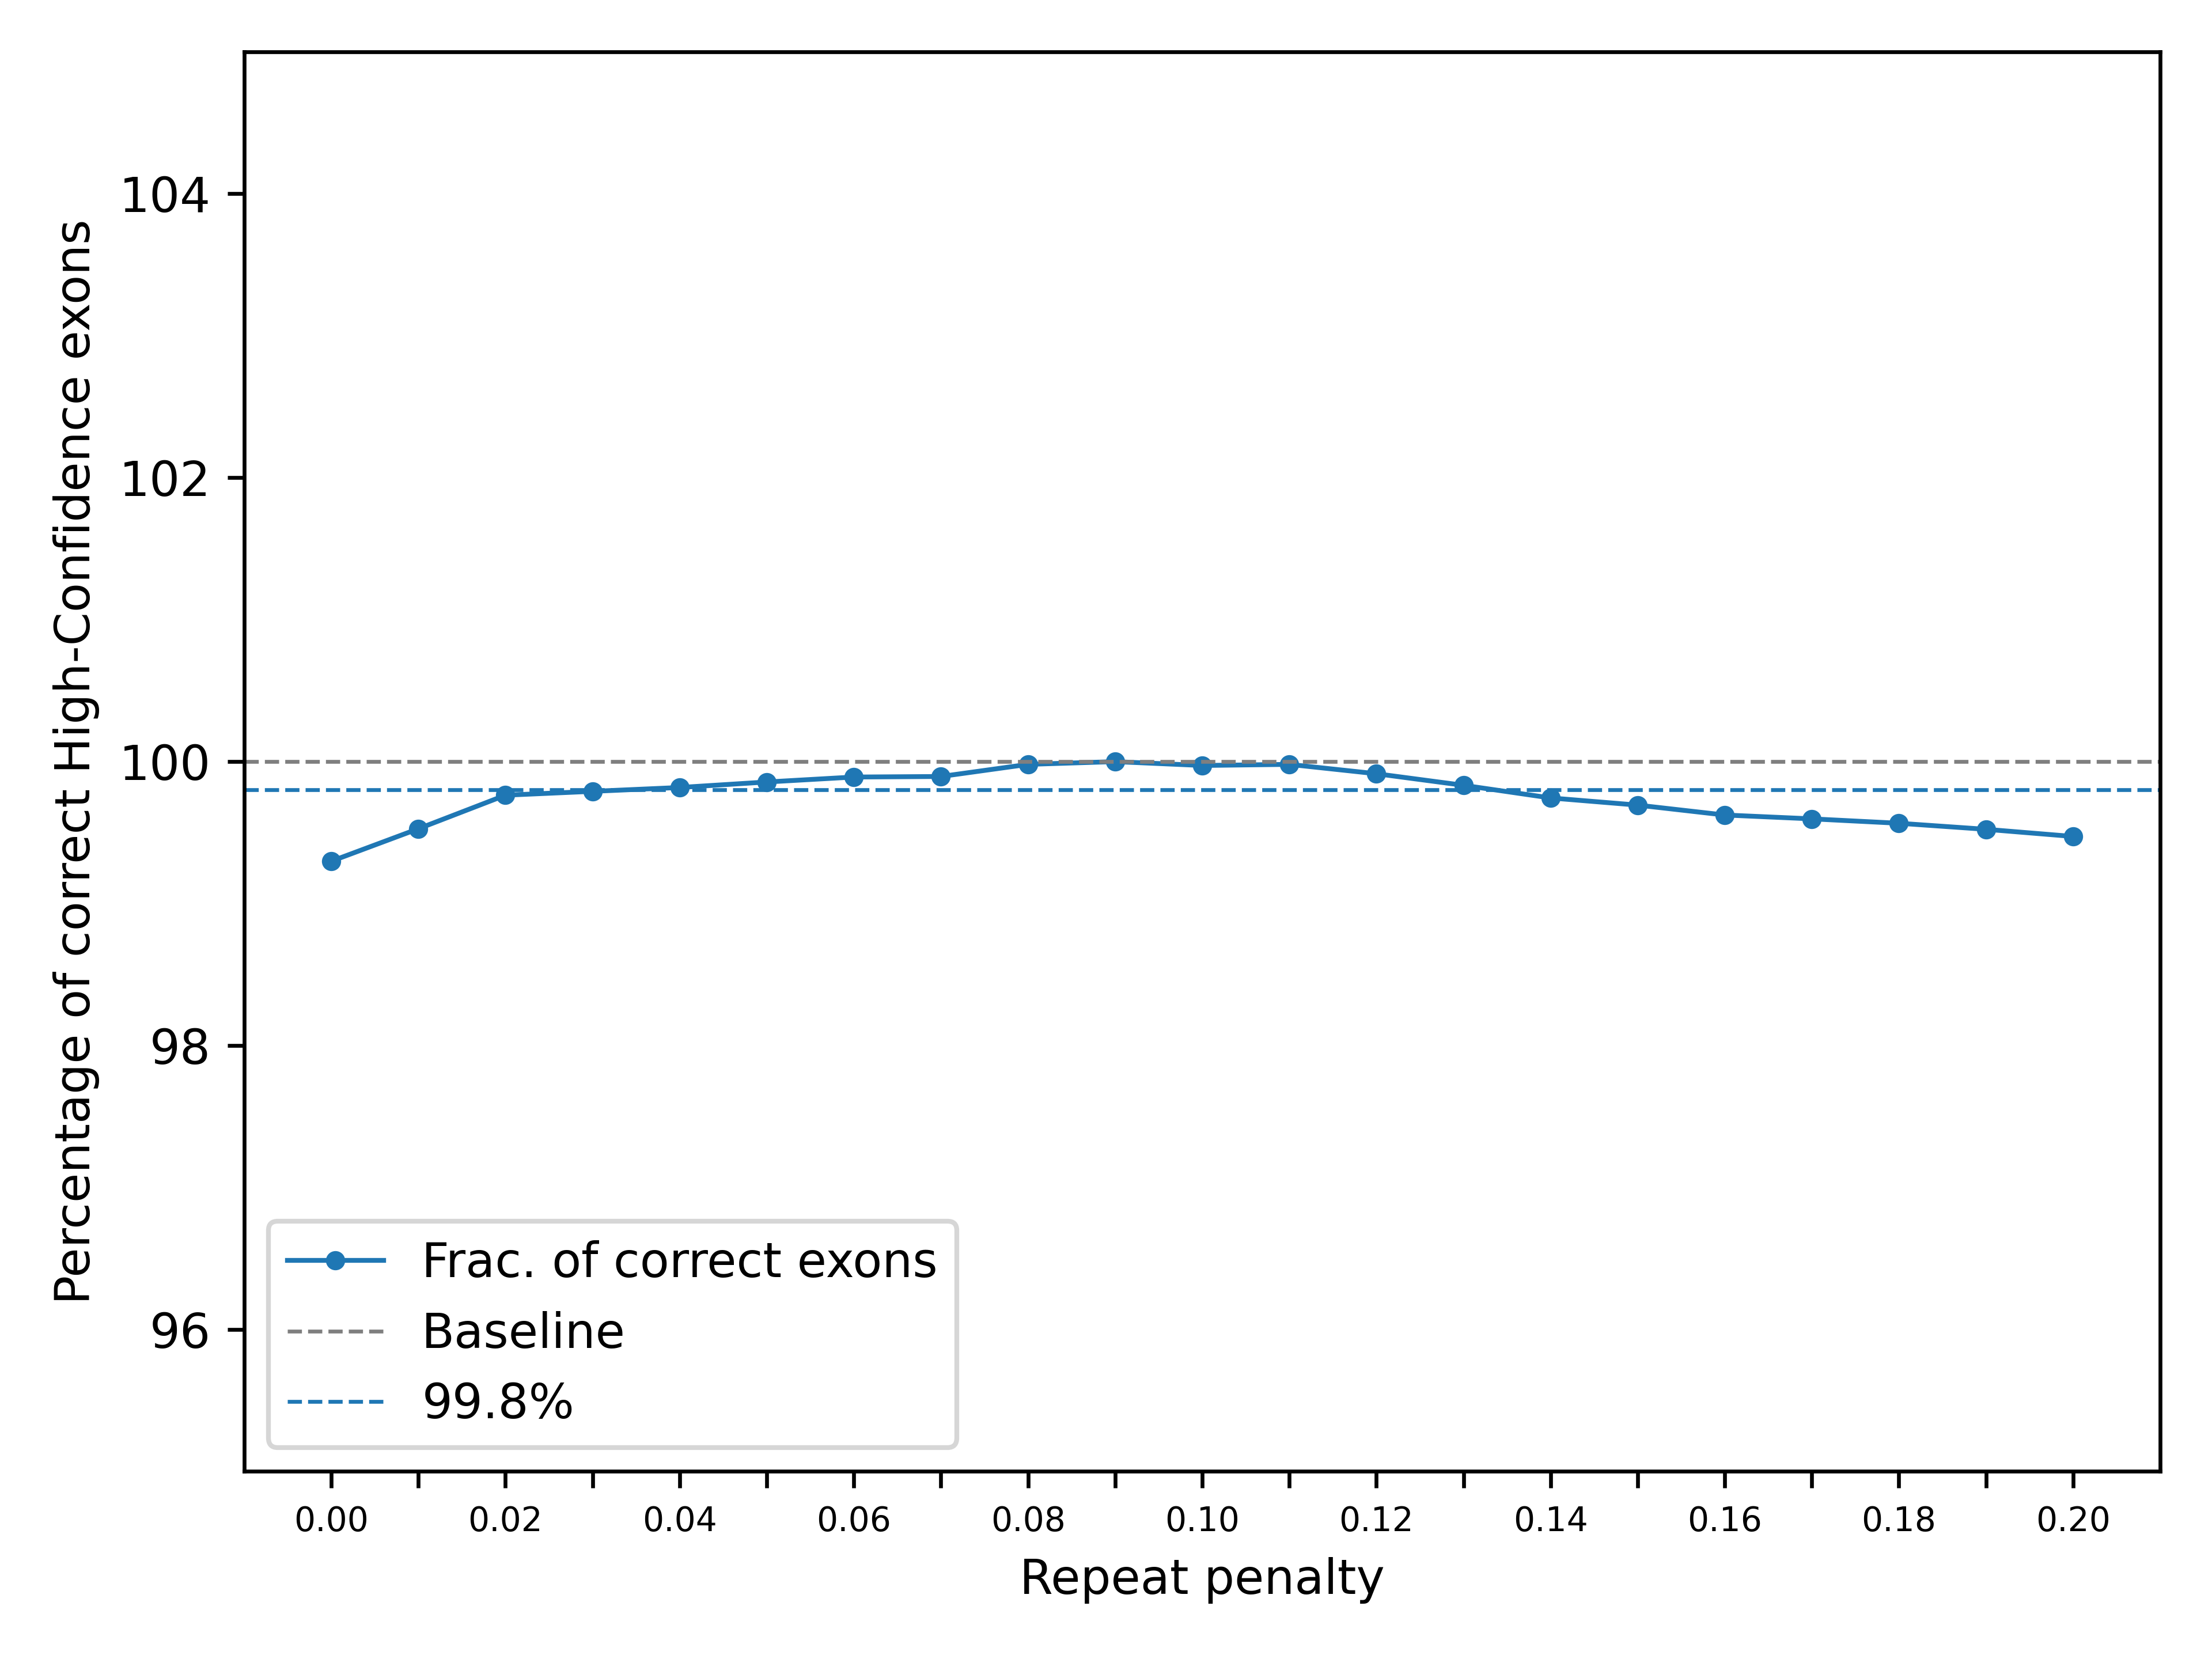 Percentage of correct High-Confidence exons
104
102
100
98
96
Frac. of correct exons
Baseline
99.8%
0.00 0.02 0.04 0.06 0.08 0.10 0.12 0.14 0.16 0.18 0.20
Repeat penalty